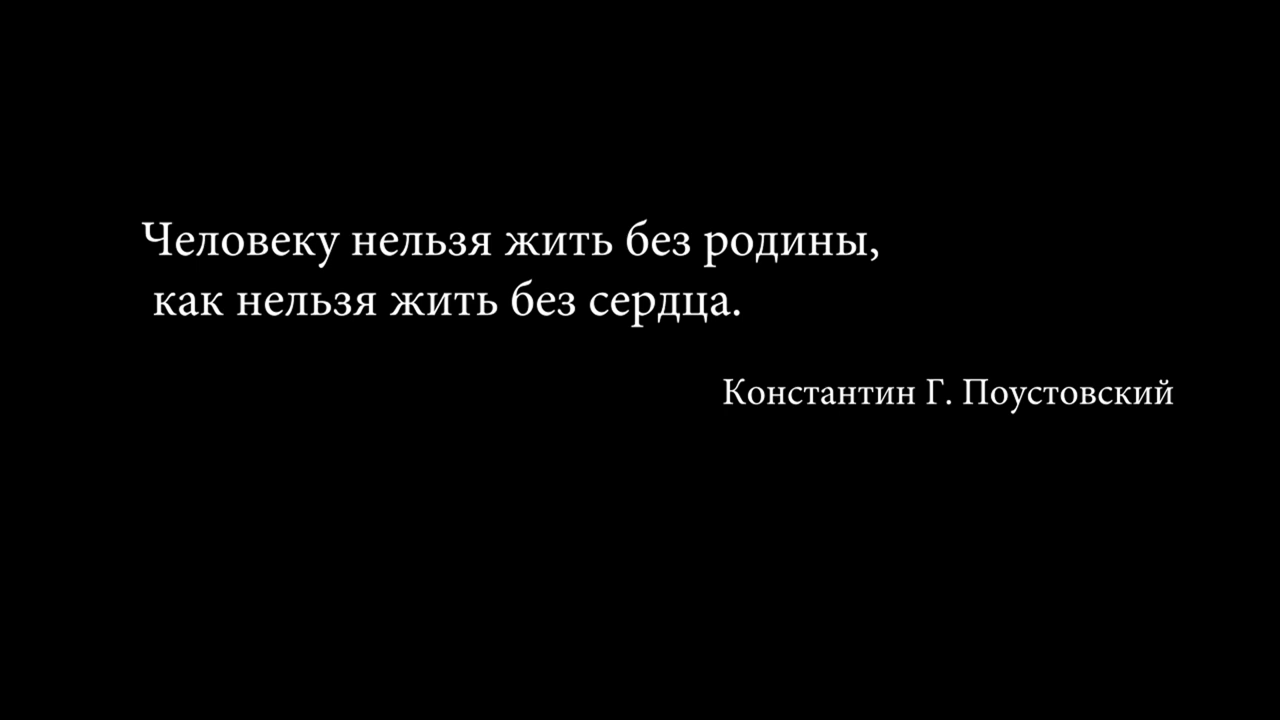 Человеку нельзя жить без родины,
как нельзя жить без сердца.
Константин Г. Поустовский